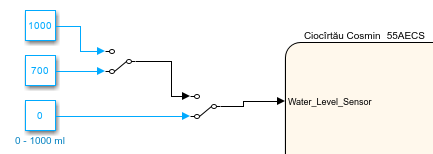 1000
Ciocîrtău Cosmin 55AECS
700
Water_Level_Sensor
0
0 - 1000 ml